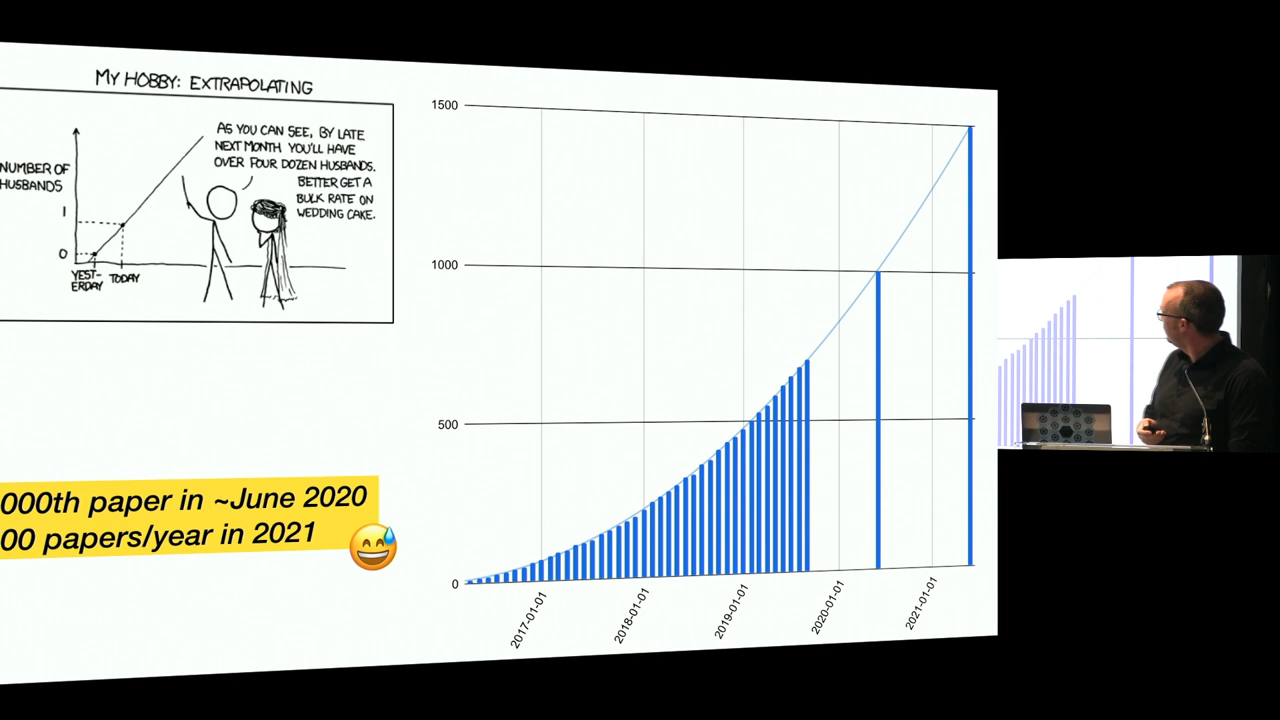 MY HOBBY: EXTRAPOLATING
AS YOU CAN SEE, BY LATE
NEXT MONTH YOU'LL HAVE
OVER FOUR DOZEN HUSBANDS.
BETTER GET A
BULK RATE ON
WEDDING CAKE.
NUMBER OF
HUSBANDS
1
0
YEST-
ERDAY
TODAY
000th paper in ~June 2020
00 papers/year in 2021
1500
1000
500
0
2017-01-01
2018-01-01
2019-01-01
2020-01-01
2021-01-01